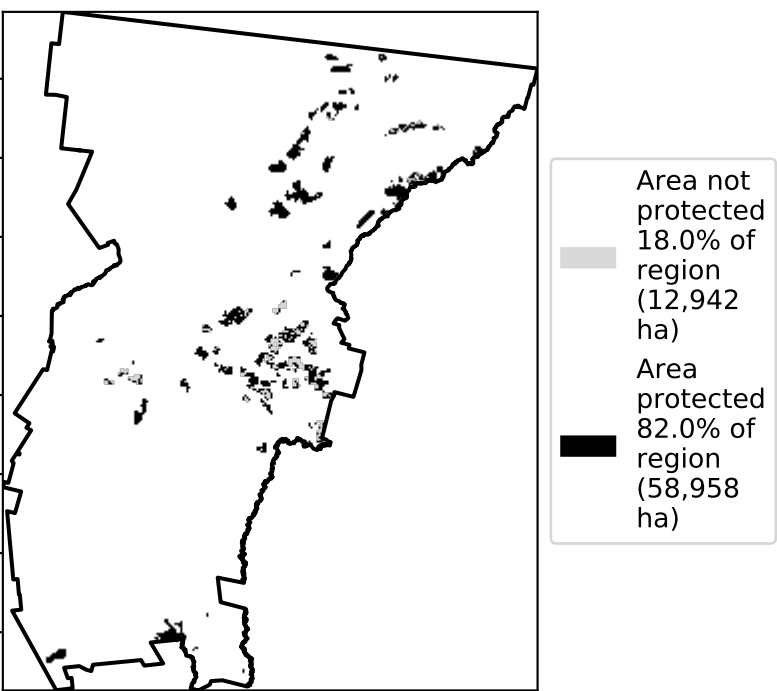 Area not
protected
18.0% of
region
(12,942
ha)
Area
protected
82.0% of
region
(58,958
ha)